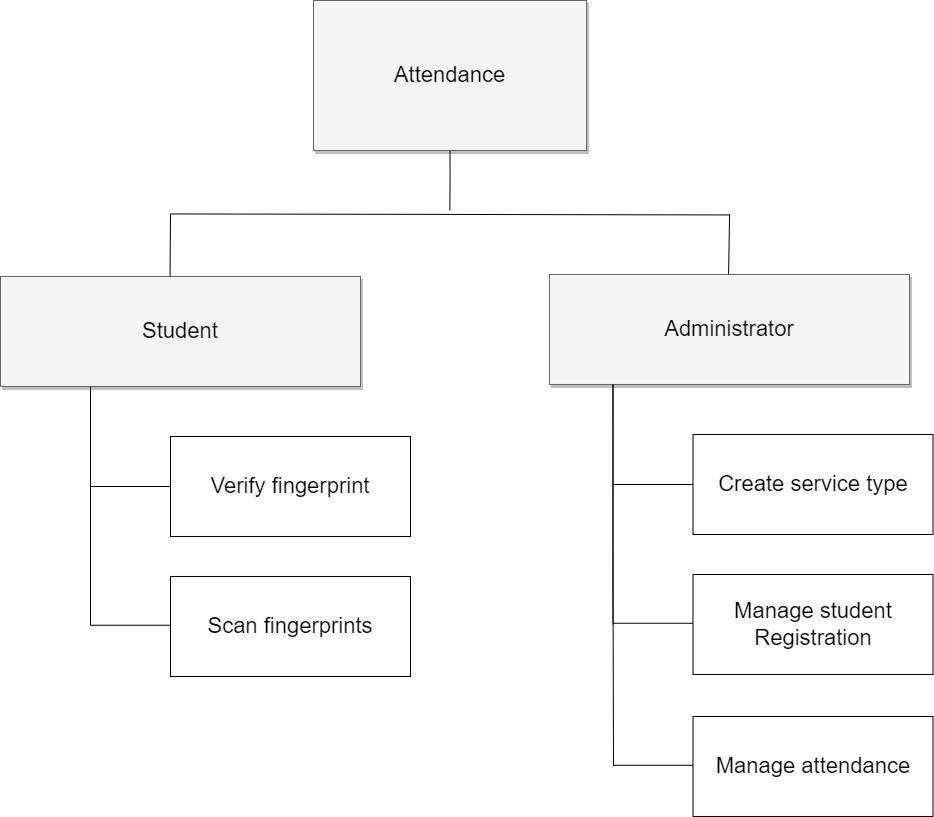 Attendance
Student
Administrator
Verify fingerprint
Create service type
Scan fingerprints
Manage student
Registration
Manage attendance